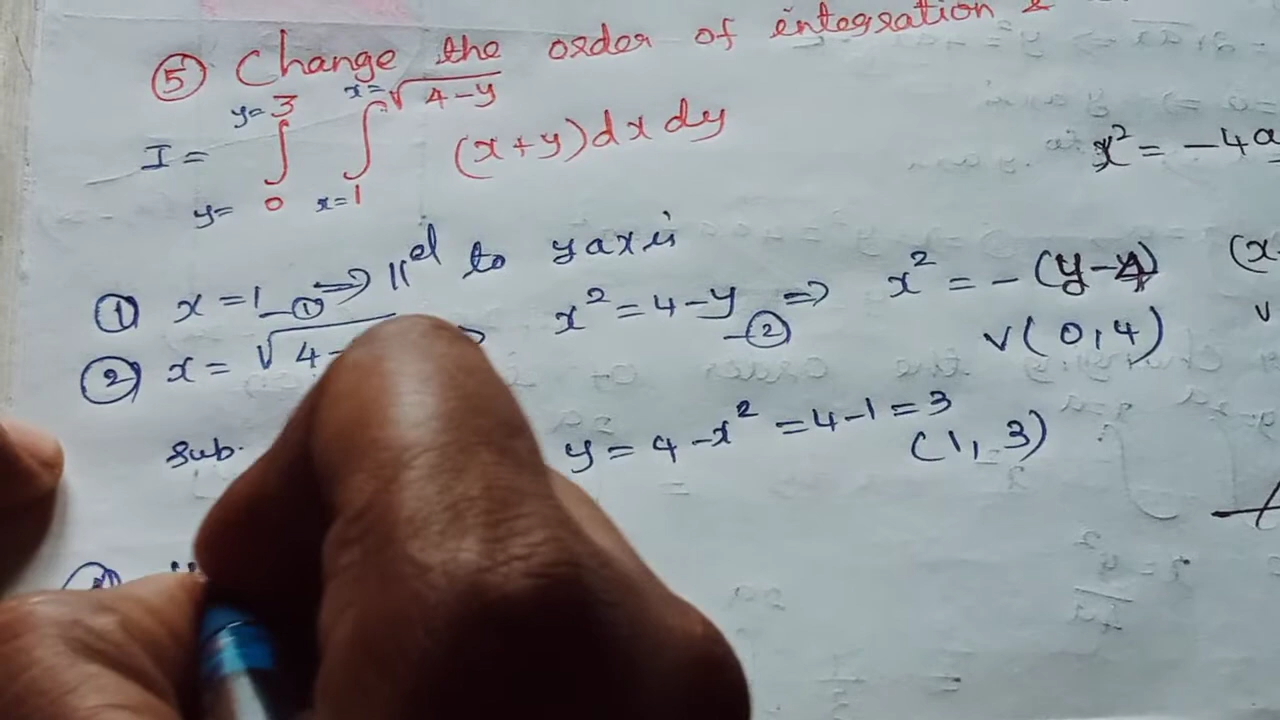 ⑤ Change the order of integration &
I = ∫_{y=0}^{y=3} ∫_{x=1}^{x=√(4-y)} (x+y) dx dy
x² = -4a
① x = 1 —① ⇒ ||el to y axis
② x = √4- ⇒ x² = 4-y —② ⇒ x² = -(y-4)
(x-
V(0,4)
V
Sub. y = 4-x² = 4-1 = 3
(1, 3)